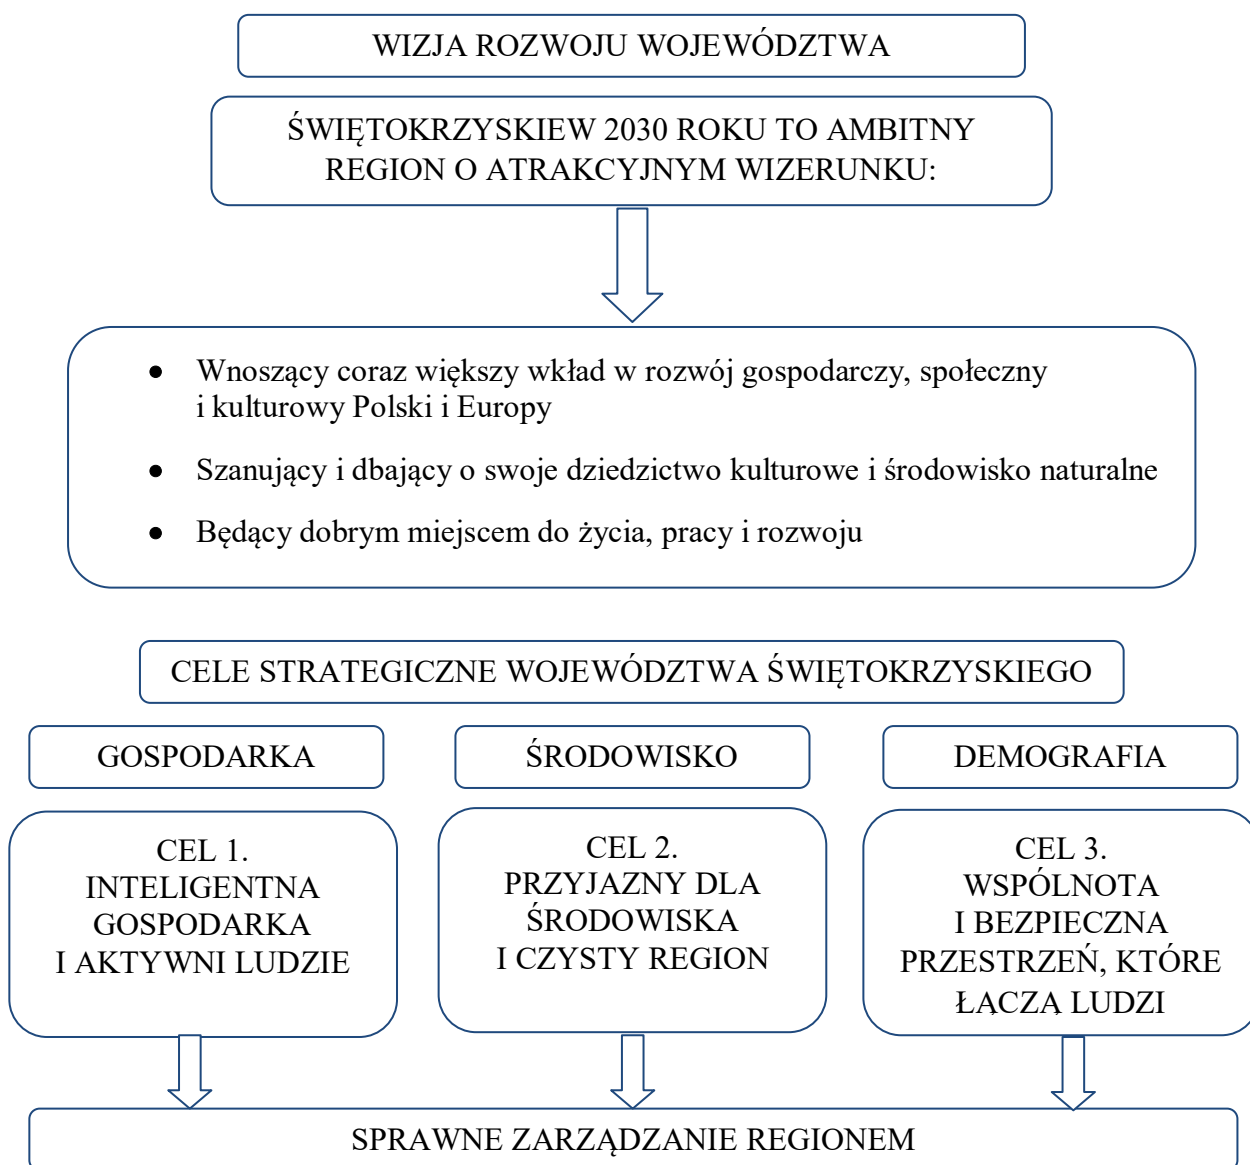 WIZJA ROZWOJU WOJEWÓDZTWA
ŚWIĘTOKRZYSKIEW 2030 ROKU TO AMBITNY
REGION O ATRAKCYJNYM WIZERUNKU:
● Wnoszący coraz większy wkład w rozwój gospodarczy, społeczny
i kulturowy Polski i Europy
● Szanujący i dbający o swoje dziedzictwo kulturowe i środowisko naturalne
● Będący dobrym miejscem do życia, pracy i rozwoju
CELE STRATEGICZNE WOJEWÓDZTWA ŚWIĘTOKRZYSKIEGO
GOSPODARKA
ŚRODOWISKO
DEMOGRAFIA
CEL 1.
INTELIGENTNA
GOSPODARKA
I AKTYWNI LUDZIE
CEL 2.
PRZYJAZNY DLA
ŚRODOWISKA
I CZYSTY REGION
CEL 3.
WSPÓLNOTA
I BEZPIECZNA
PRZESTRZEŃ, KTÓRE
ŁĄCZĄ LUDZI
SPRAWNE ZARZĄDZANIE REGIONEM